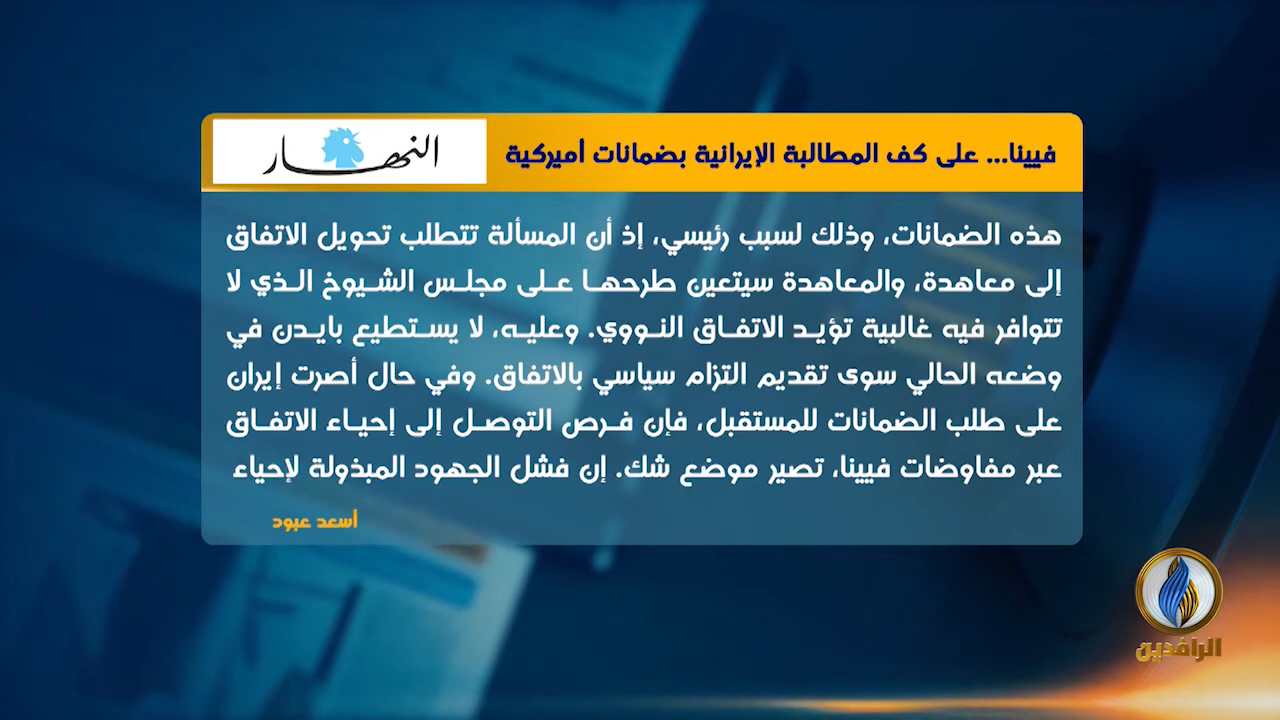 فيينا... على كف المطالبة الإيرانية بضمانات أميركية
النهار
هذه الضمانات، وذلك لسبب رئيسي، إذ أن المسألة تتطلب تحويل الاتفاق
إلى معاهدة، والمعاهدة سيتعين طرحها على مجلس الشيوخ الذي لا
تتوافر فيه غالبية تؤيد الاتفاق النووي. وعليه، لا يستطيع بايدن في
وضعه الحالي سوى تقديم التزام سياسي بالاتفاق. وفي حال أصرت إيران
على طلب الضمانات للمستقبل، فإن فرص التوصل إلى إحياء الاتفاق
عبر مفاوضات فيينا، تصير موضع شك. إن فشل الجهود المبذولة لإحياء
أسعد عبود
الرافدين